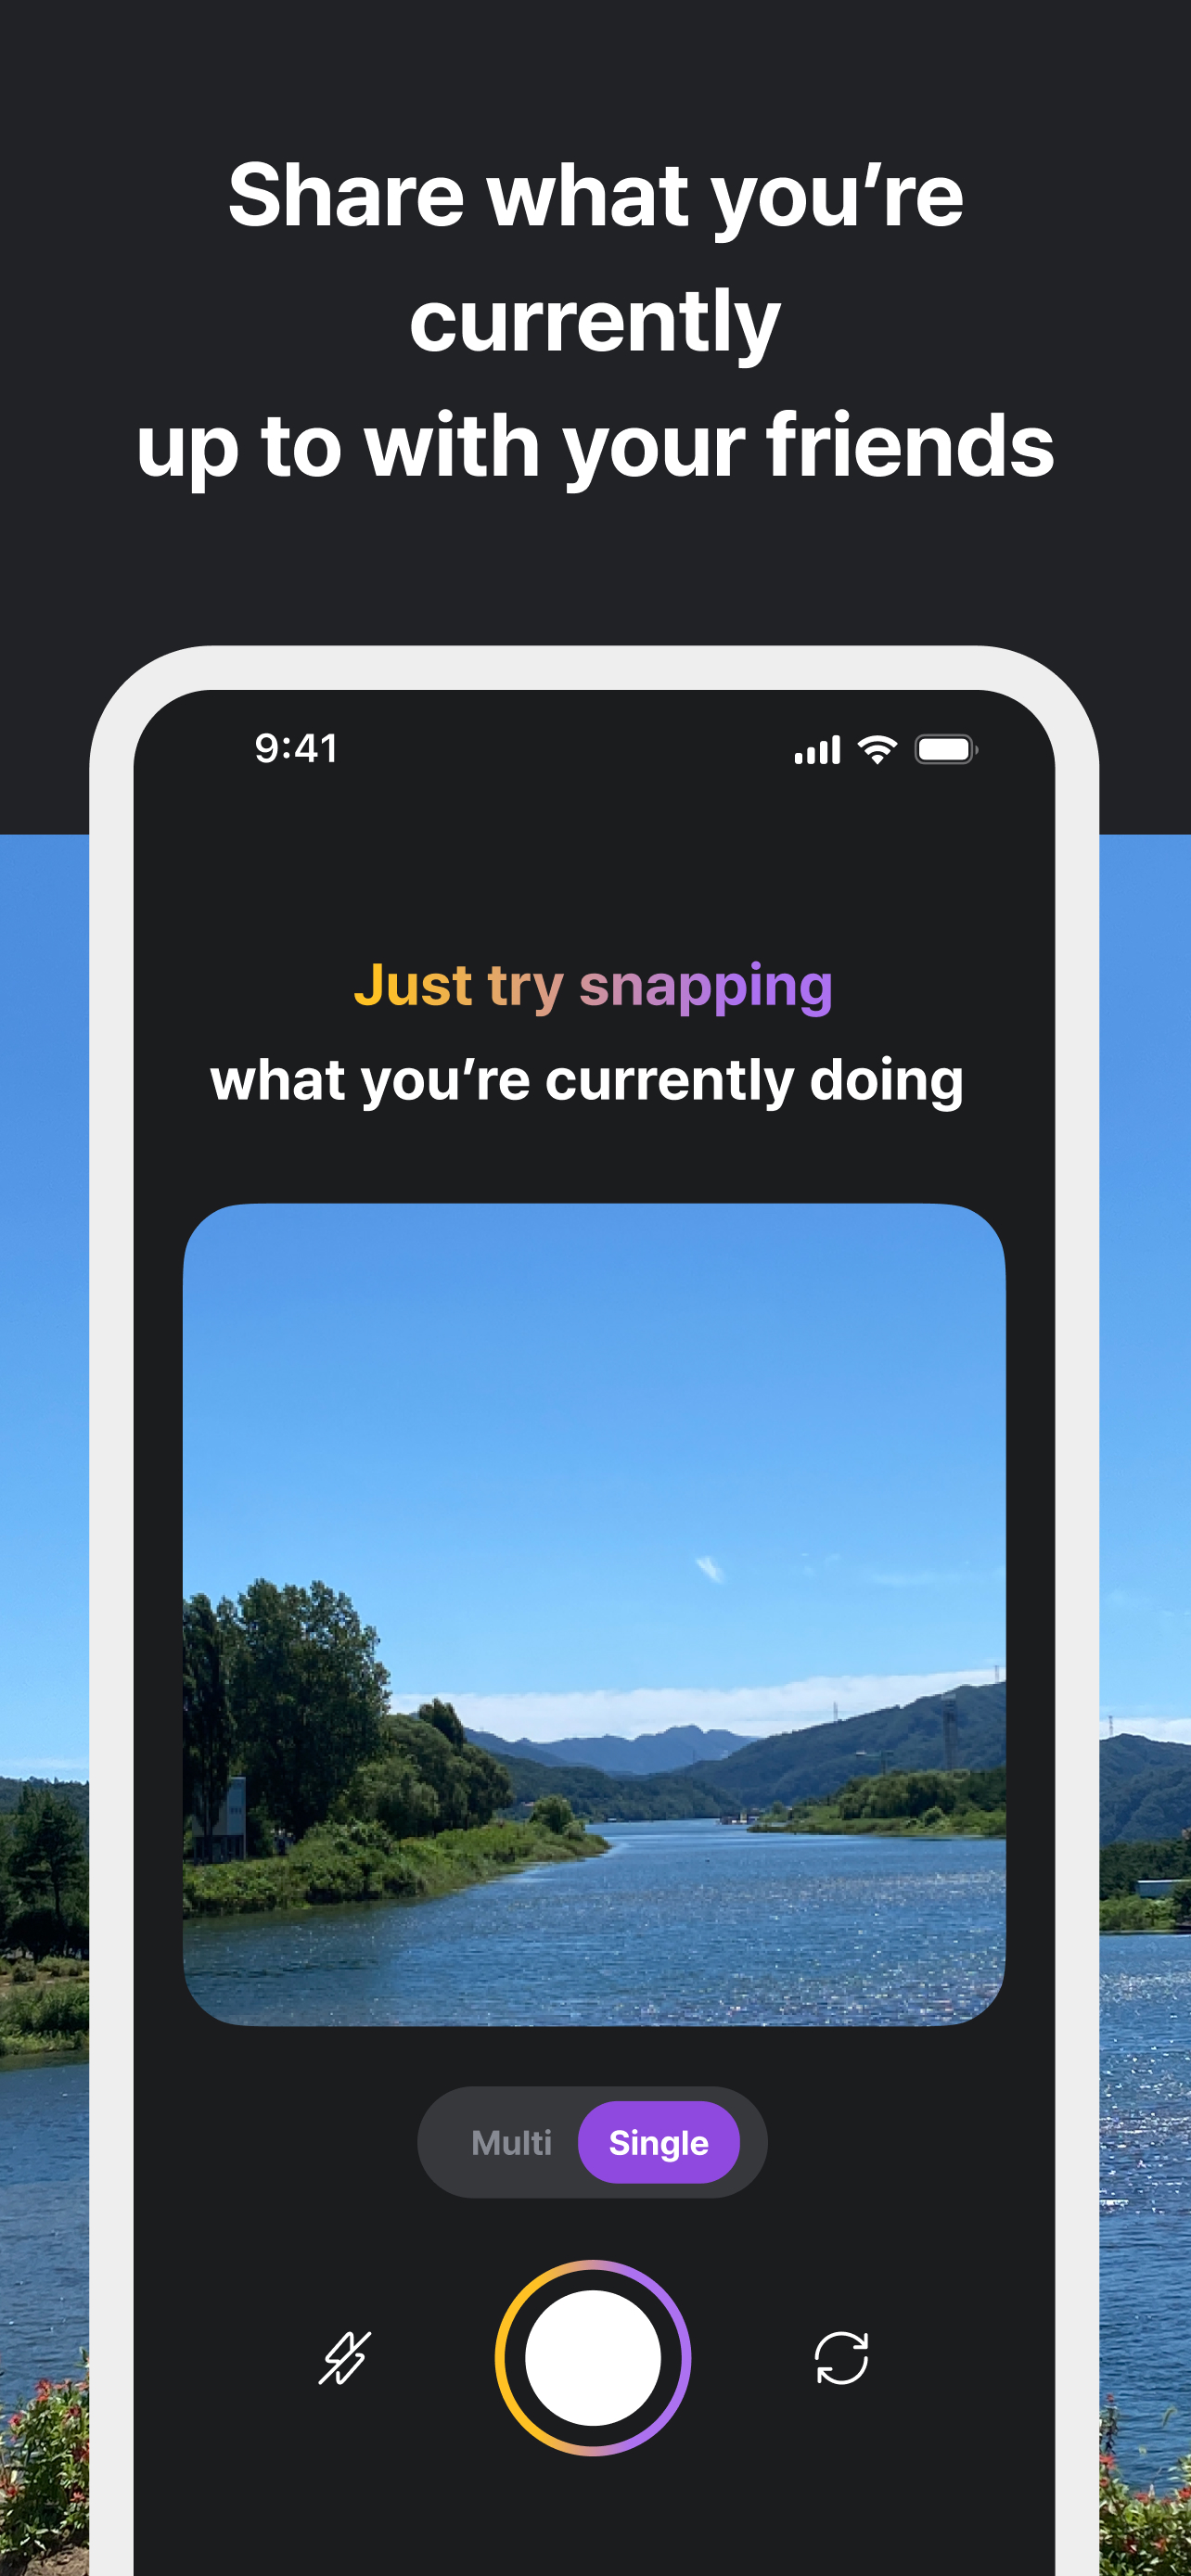 Share what you’re
currently
up to with your friends
9:41
Just try snapping
what you’re currently doing
Multi
Single